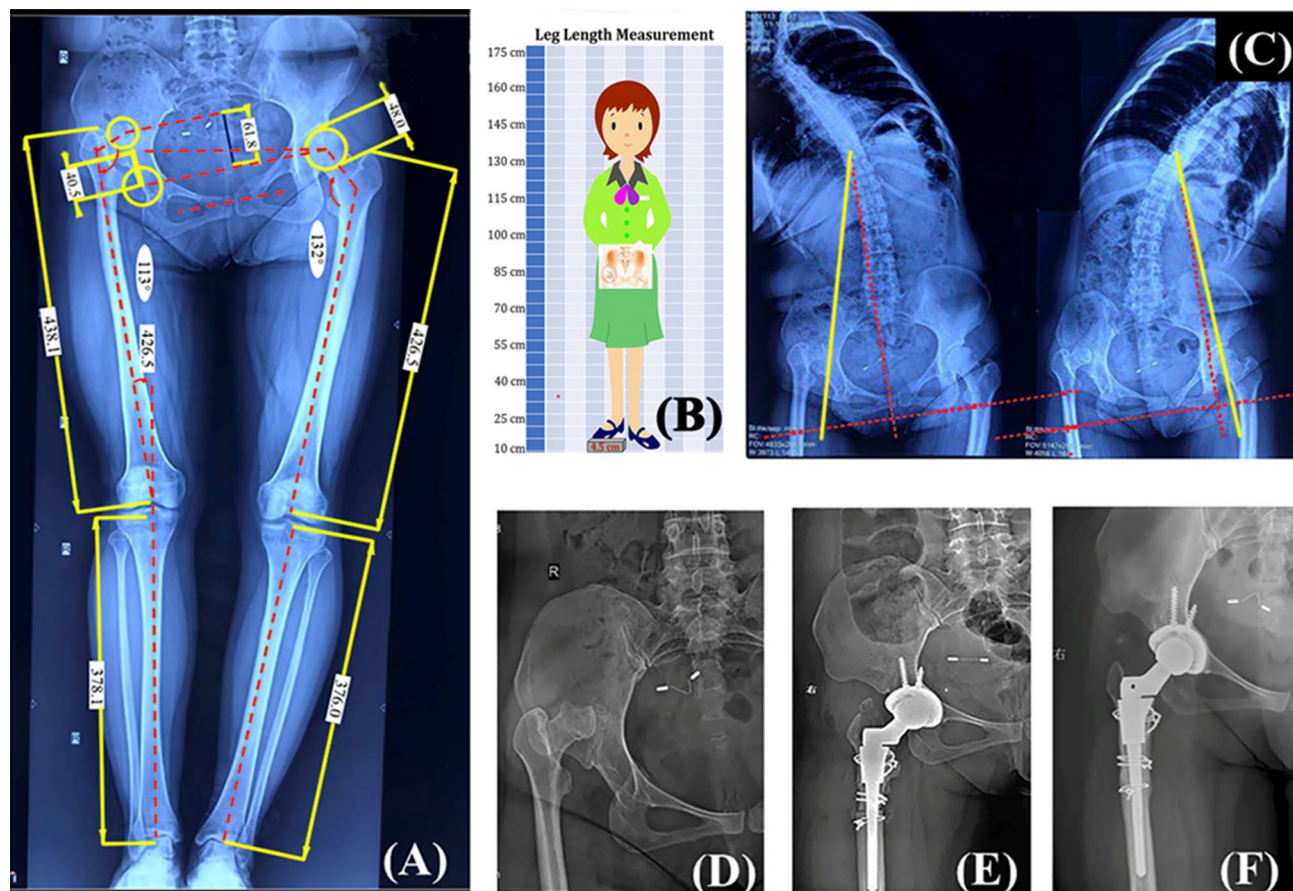 48.0
61.8
40.5
113°
132°
438.1
426.5
426.5
378.1
376.0
(A)
Leg Length Measurement
175 cm
160 cm
145 cm
130 cm
115 cm
100 cm
85 cm
70 cm
55 cm
40 cm
25 cm
10 cm
4.5 cm
(B)
(C)
R
(D)
右
(E)
右
(F)